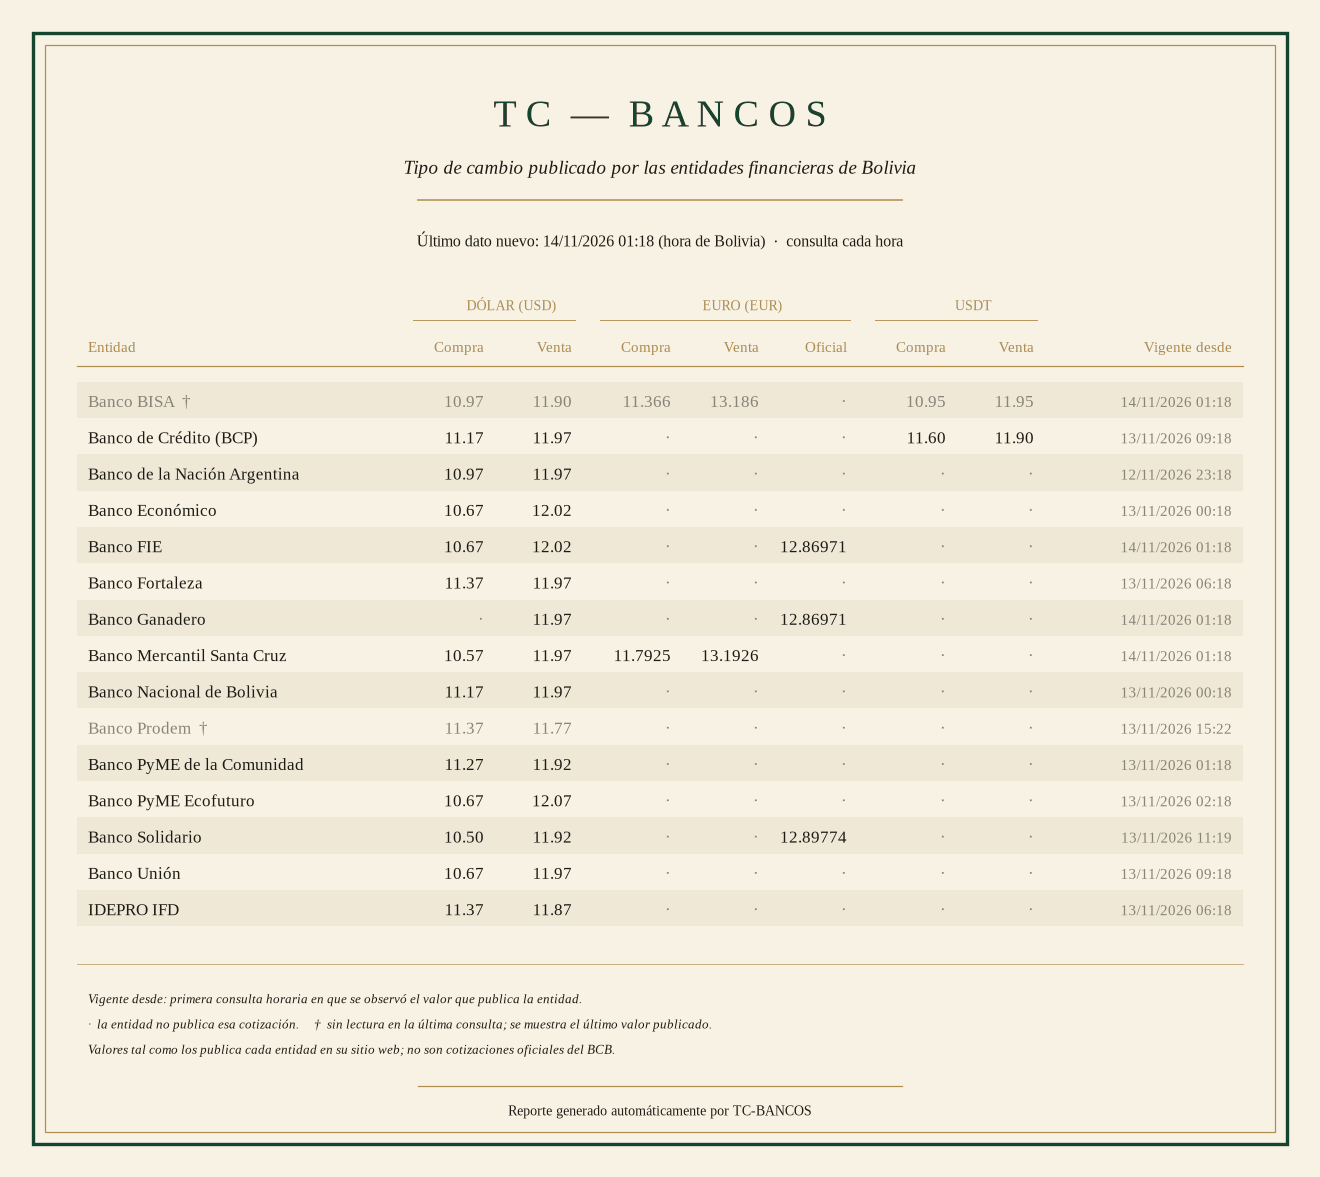 TC — BANCOS
Tipo de cambio publicado por las entidades financieras de Bolivia
Último dato nuevo: 14/11/2026 01:18 (hora de Bolivia) · consulta cada hora
DÓLAR (USD) EURO (EUR) USDT
Entidad Compra Venta Compra Venta Oficial Compra Venta Vigente desde
Banco BISA † 10.97 11.90 11.366 13.186 · 10.95 11.95 14/11/2026 01:18
Banco de Crédito (BCP) 11.17 11.97 · · · 11.60 11.90 13/11/2026 09:18
Banco de la Nación Argentina 10.97 11.97 · · · · · 12/11/2026 23:18
Banco Económico 10.67 12.02 · · · · · 13/11/2026 00:18
Banco FIE 10.67 12.02 · · 12.86971 · · 14/11/2026 01:18
Banco Fortaleza 11.37 11.97 · · · · · 13/11/2026 06:18
Banco Ganadero · 11.97 · · 12.86971 · · 14/11/2026 01:18
Banco Mercantil Santa Cruz 10.57 11.97 11.7925 13.1926 · · · 14/11/2026 01:18
Banco Nacional de Bolivia 11.17 11.97 · · · · · 13/11/2026 00:18
Banco Prodem † 11.37 11.77 · · · · · 13/11/2026 15:22
Banco PyME de la Comunidad 11.27 11.92 · · · · · 13/11/2026 01:18
Banco PyME Ecofuturo 10.67 12.07 · · · · · 13/11/2026 02:18
Banco Solidario 10.50 11.92 · · 12.89774 · · 13/11/2026 11:19
Banco Unión 10.67 11.97 · · · · · 13/11/2026 09:18
IDEPRO IFD 11.37 11.87 · · · · · 13/11/2026 06:18
Vigente desde: primera consulta horaria en que se observó el valor que publica la entidad.
· la entidad no publica esa cotización. † sin lectura en la última consulta; se muestra el último valor publicado.
Valores tal como los publica cada entidad en su sitio web; no son cotizaciones oficiales del BCB.
Reporte generado automáticamente por TC-BANCOS